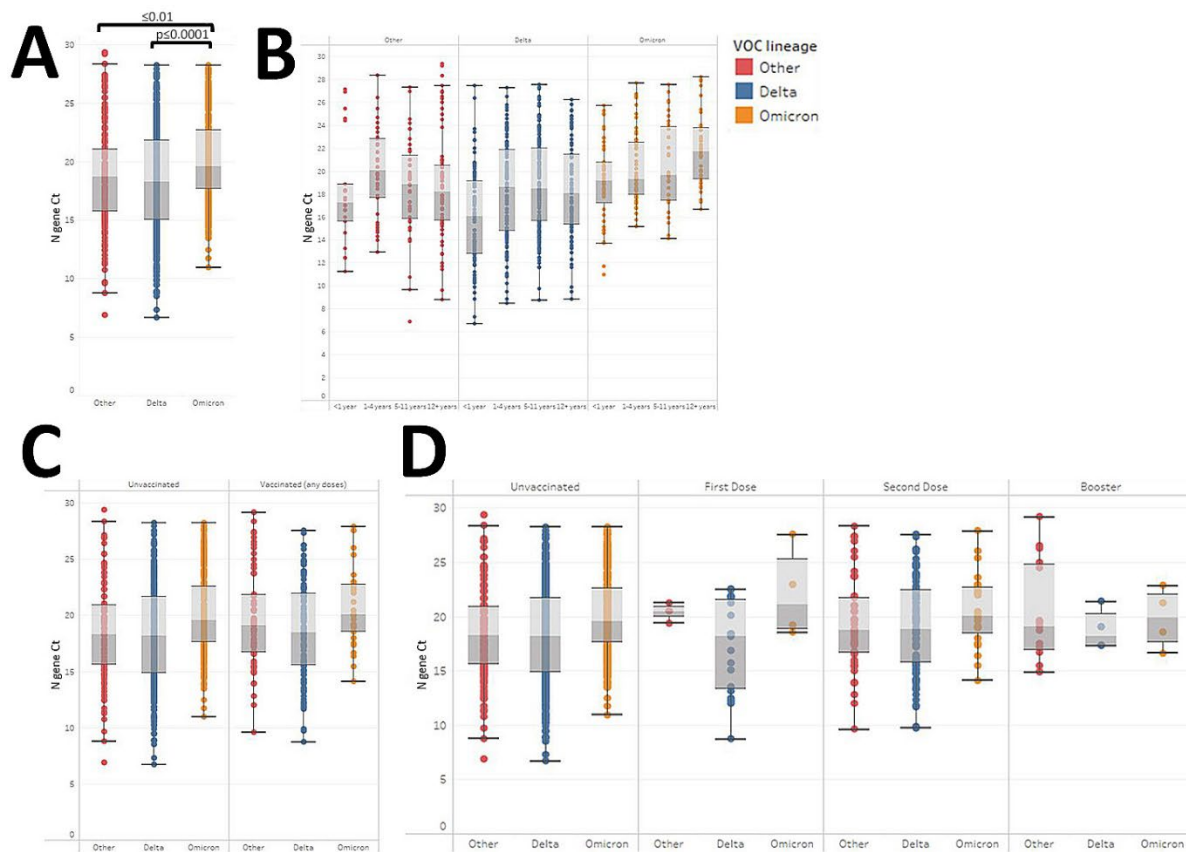 A
≤0.01
p≤0.0001
30
25
20
15
10
5
0
N gene Ct
Other Delta Omicron
B
Other Delta Omicron
30
28
26
24
22
20
18
16
14
12
10
8
6
4
2
0
N gene Ct
<1 year 1-4 years 5-11 years 12+ years <1 year 1-4 years 5-11 years 12+ years <1 year 1-4 years 5-11 years 12+ years
VOC lineage
Other
Delta
Omicron
C
Unvaccinated Vaccinated (any doses)
30
25
20
15
10
5
0
N gene Ct
Other Delta Omicron Other Delta Omicron
D
Unvaccinated First Dose Second Dose Booster
30
25
20
15
10
5
0
N gene Ct
Other Delta Omicron Other Delta Omicron Other Delta Omicron Other Delta Omicron